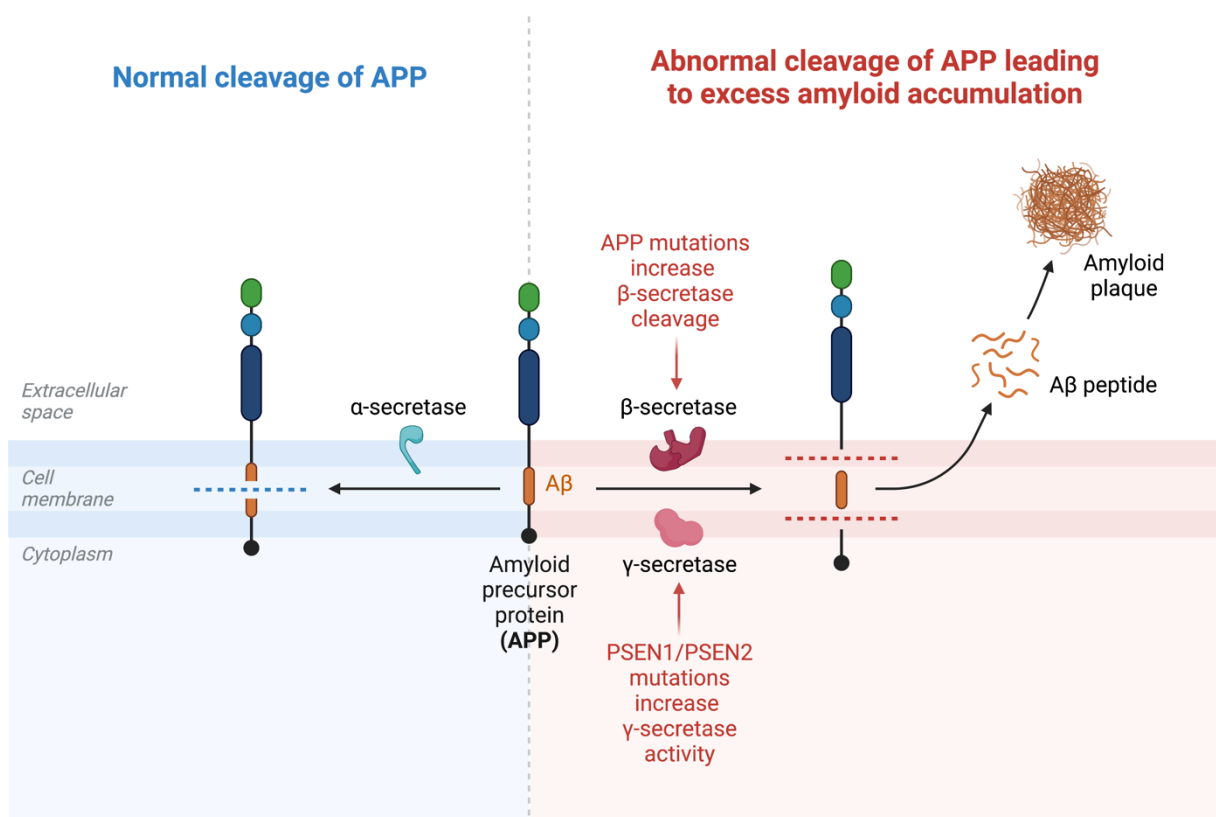 Normal cleavage of APP
Abnormal cleavage of APP leading
to excess amyloid accumulation
Extracellular
space
Cell
membrane
Cytoplasm
α-secretase
Aβ
Amyloid
precursor
protein
(APP)
APP mutations
increase
β-secretase
cleavage
β-secretase
γ-secretase
PSEN1/PSEN2
mutations
increase
γ-secretase
activity
Amyloid
plaque
Aβ peptide